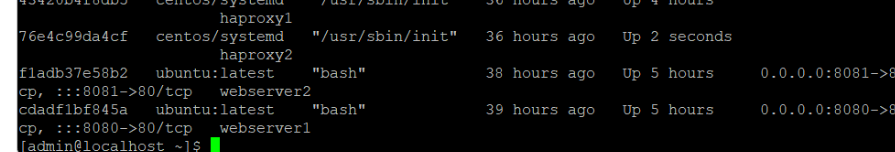 43420b4f8db5   centos/systemd   "/usr/sbin/init"   36 hours ago   Up 4 hours
haproxy1
76e4c99da4cf   centos/systemd   "/usr/sbin/init"   36 hours ago   Up 2 seconds
haproxy2
f1adb37e58b2   ubuntu:latest    "bash"             38 hours ago   Up 5 hours     0.0.0.0:8081->8
cp, :::8081->80/tcp   webserver2
cdadf1bf845a   ubuntu:latest    "bash"             39 hours ago   Up 5 hours     0.0.0.0:8080->8
cp, :::8080->80/tcp   webserver1
[admin@localhost ~]$